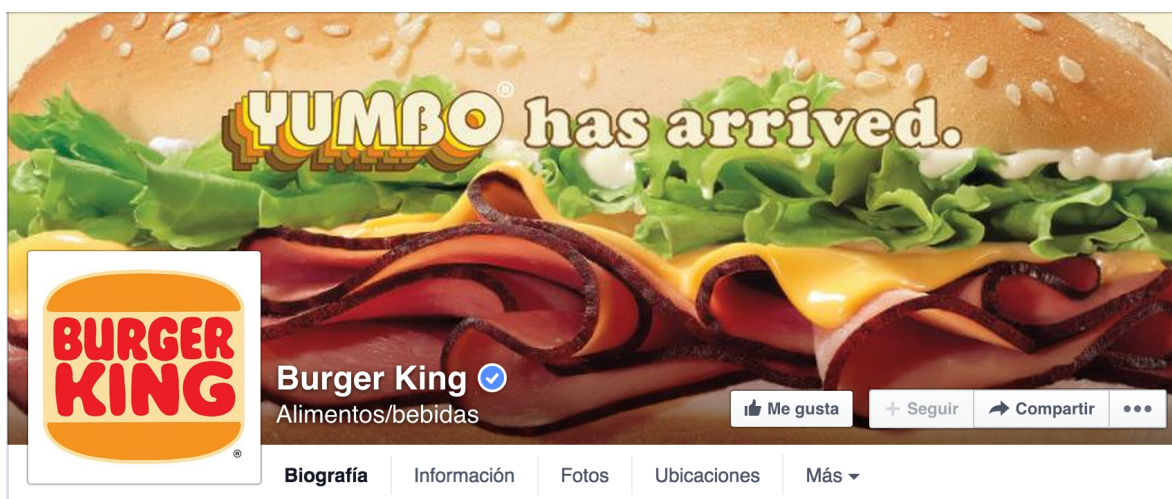 YUMBO® has arrived.
BURGER
KING
®
Burger King
Alimentos/bebidas
Me gusta
Seguir
Compartir
Biografía
Información
Fotos
Ubicaciones
Más